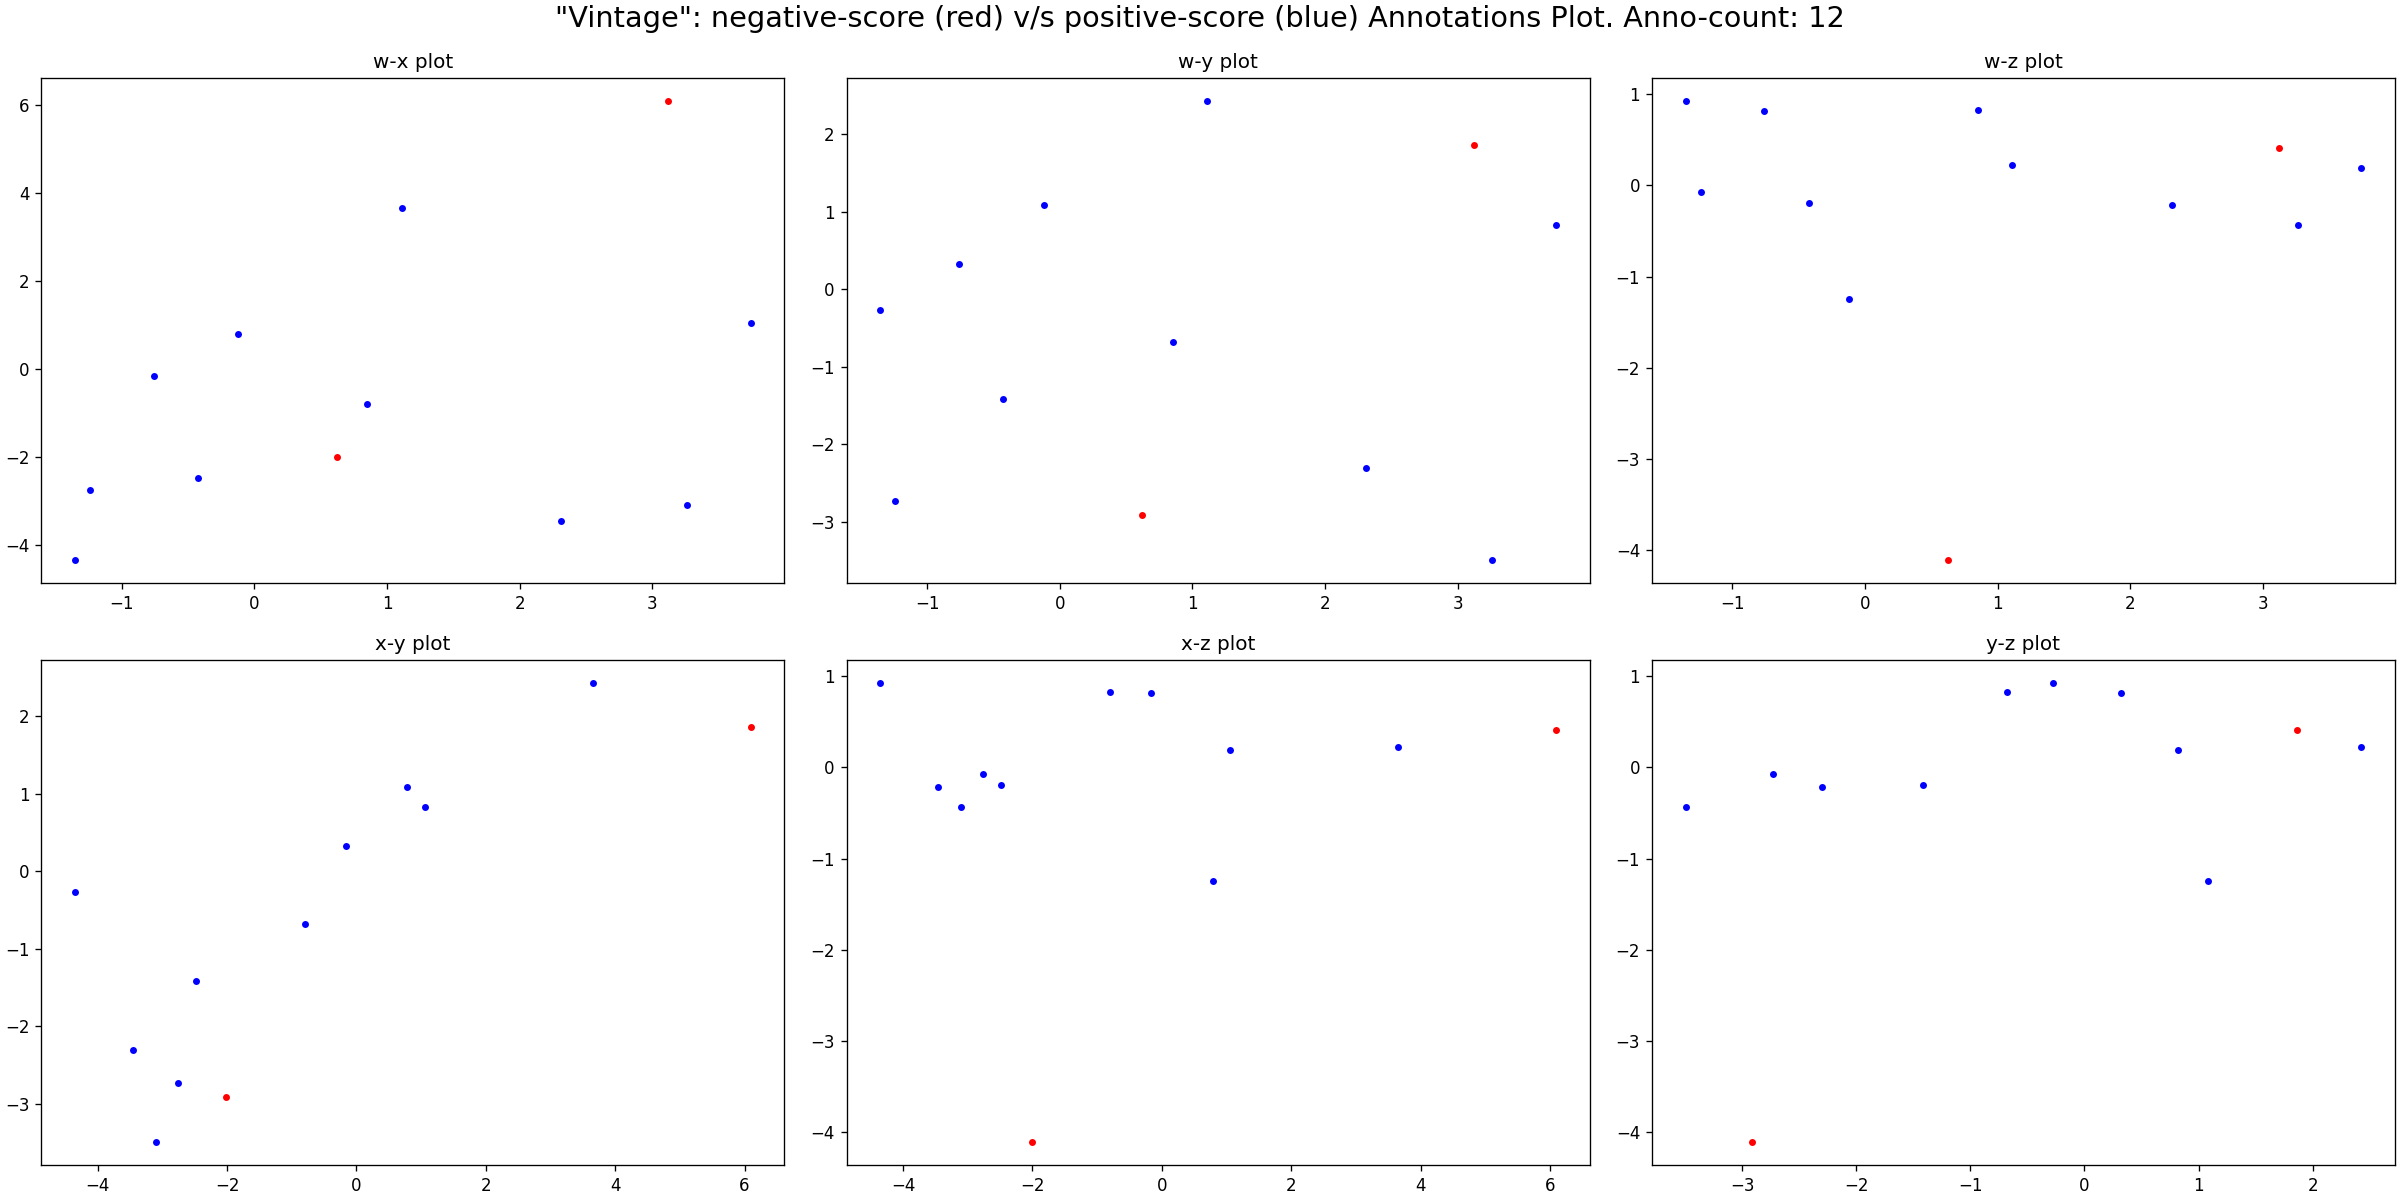 "Vintage": negative-score (red) v/s positive-score (blue) Annotations Plot. Anno-count: 12
w-x plot
6
4
2
0
−2
−4
−1 0 1 2 3
w-y plot
2
1
0
−1
−2
−3
−1 0 1 2 3
w-z plot
1
0
−1
−2
−3
−4
−1 0 1 2 3
x-y plot
2
1
0
−1
−2
−3
−4 −2 0 2 4 6
x-z plot
1
0
−1
−2
−3
−4
−4 −2 0 2 4 6
y-z plot
1
0
−1
−2
−3
−4
−3 −2 −1 0 1 2